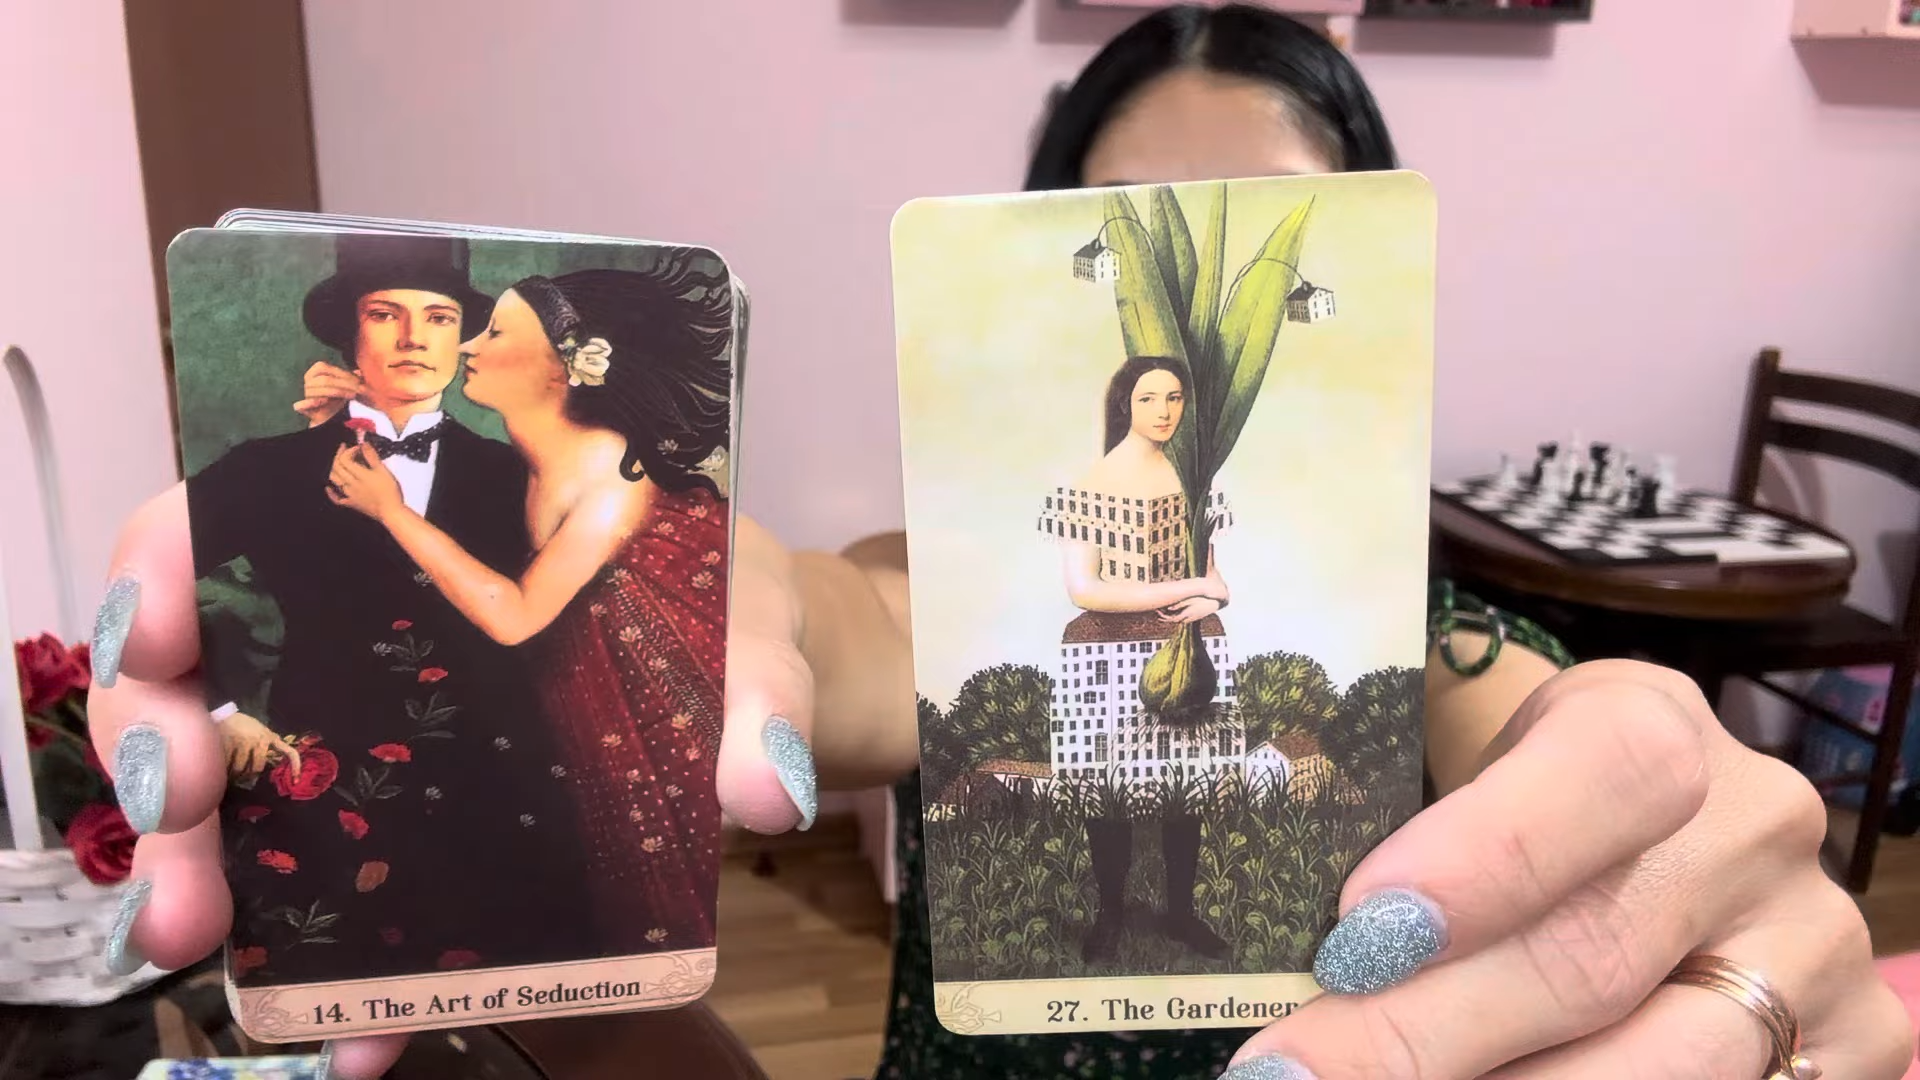 14. The Art of Seduction
27. The Gardener